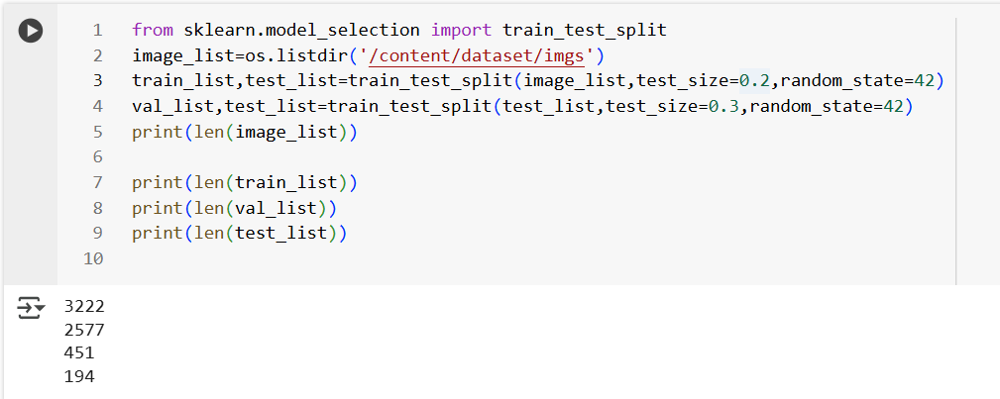 1 from sklearn.model_selection import train_test_split
2 image_list=os.listdir('/content/dataset/imgs')
3 train_list,test_list=train_test_split(image_list,test_size=0.2,random_state=42)
4 val_list,test_list=train_test_split(test_list,test_size=0.3,random_state=42)
5 print(len(image_list))
6
7 print(len(train_list))
8 print(len(val_list))
9 print(len(test_list))
10
3222
2577
451
194